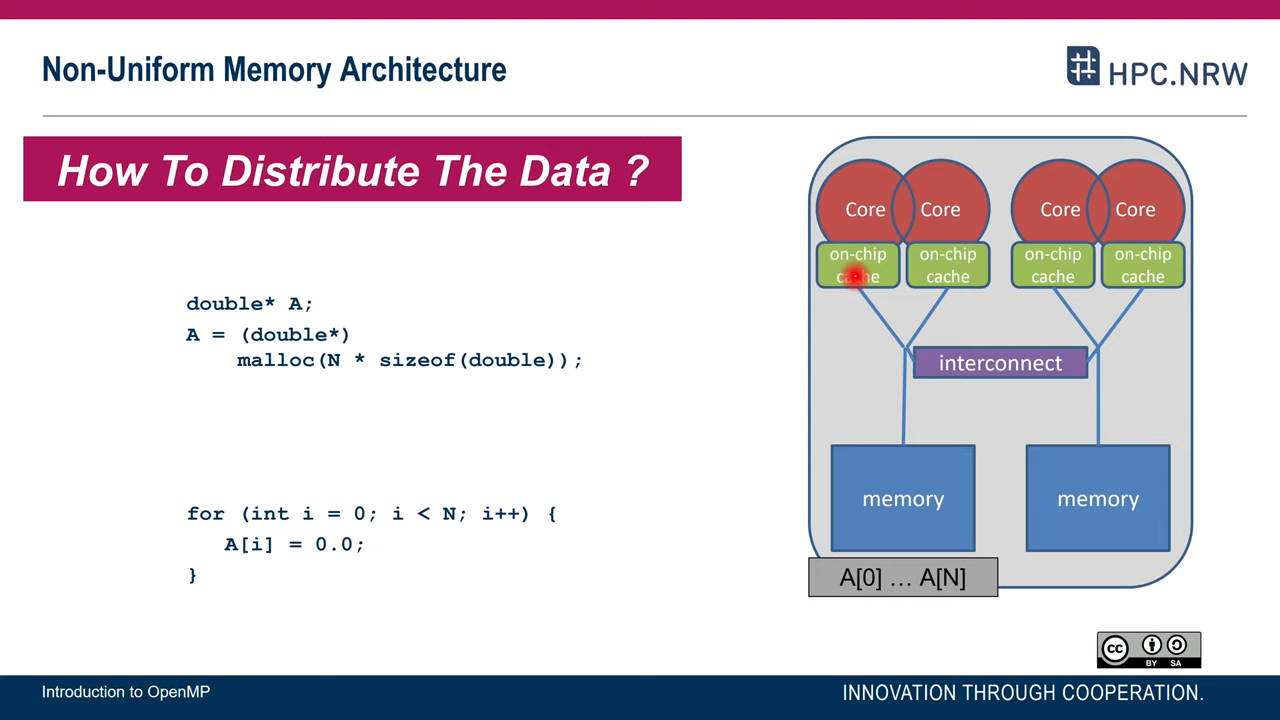 Non-Uniform Memory Architecture
HPC.NRW
How To Distribute The Data ?
double* A;
A = (double*)
malloc(N * sizeof(double));
for (int i = 0; i < N; i++) {
A[i] = 0.0;
}
Core Core Core Core
on-chip cache
on-chip cache
on-chip cache
on-chip cache
interconnect
memory memory
A[0] … A[N]
cc BY SA
Introduction to OpenMP
INNOVATION THROUGH COOPERATION.